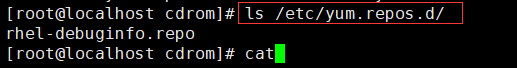 [root@localhost cdrom]# ls /etc/yum.repos.d/
rhel-debuginfo.repo
[root@localhost cdrom]# cat